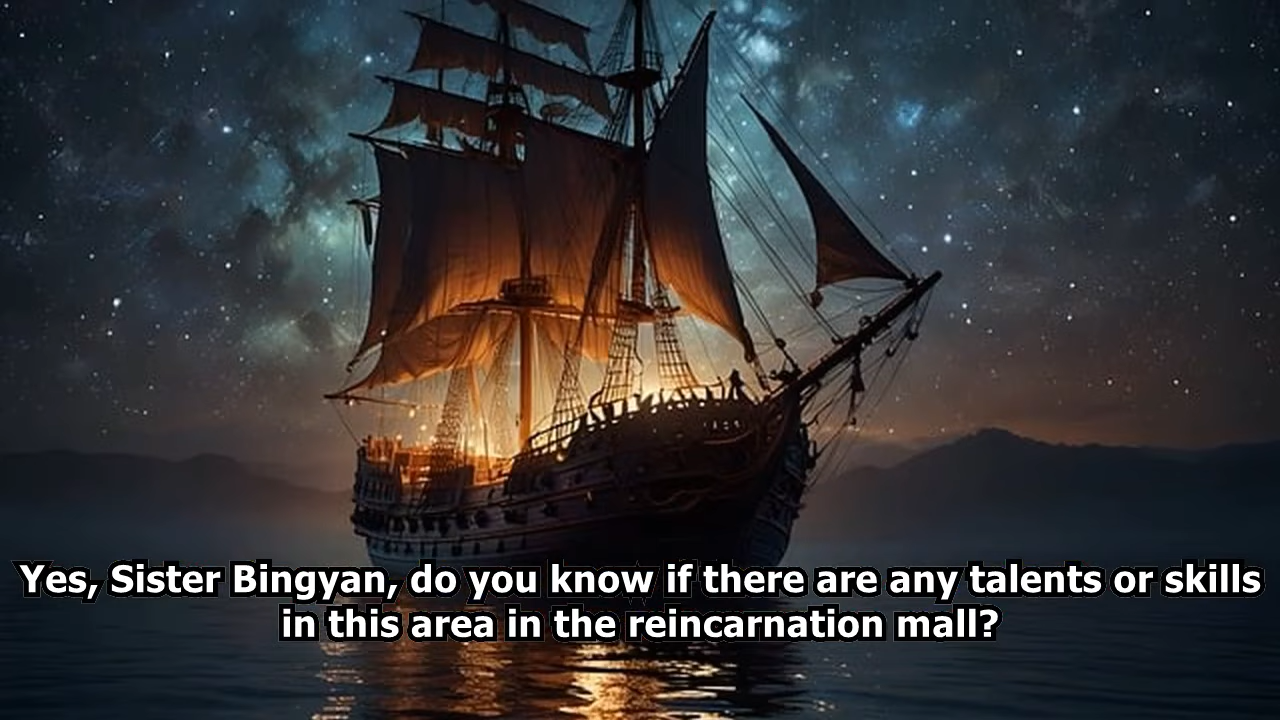 Yes, Sister Bingyan, do you know if there are any talents or skills
in this area in the reincarnation mall?